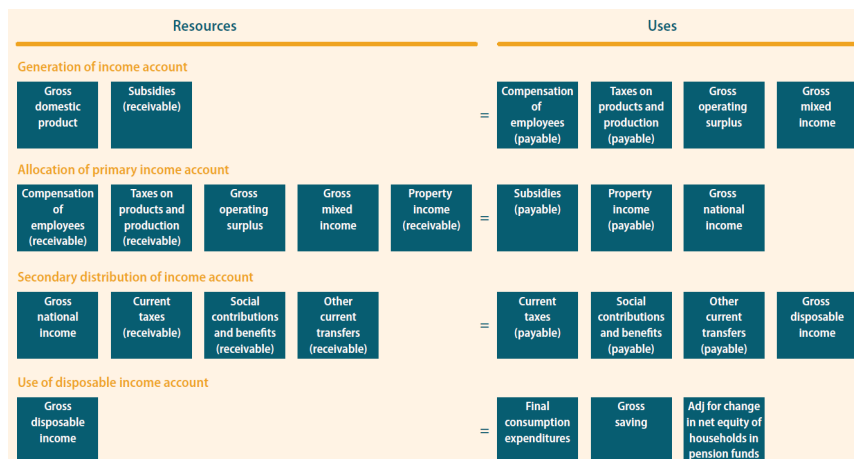 Resources
Uses
Generation of income account
Gross
domestic
product
Subsidies
(receivable)
=
Compensation
of
employees
(payable)
Taxes on
products and
production
(payable)
Gross
operating
surplus
Gross
mixed
income
Allocation of primary income account
Compensation
of
employees
(receivable)
Taxes on
products and
production
(receivable)
Gross
operating
surplus
Gross
mixed
income
Property
income
(receivable)
=
Subsidies
(payable)
Property
income
(payable)
Gross
national
income
Secondary distribution of income account
Gross
national
income
Current
taxes
(receivable)
Social
contributions
and benefits
(receivable)
Other
current
transfers
(receivable)
=
Current
taxes
(payable)
Social
contributions
and benefits
(payable)
Other
current
transfers
(payable)
Gross
disposable
income
Use of disposable income account
Gross
disposable
income
=
Final
consumption
expenditures
Gross
saving
Adj for change
in net equity of
households in
pension funds